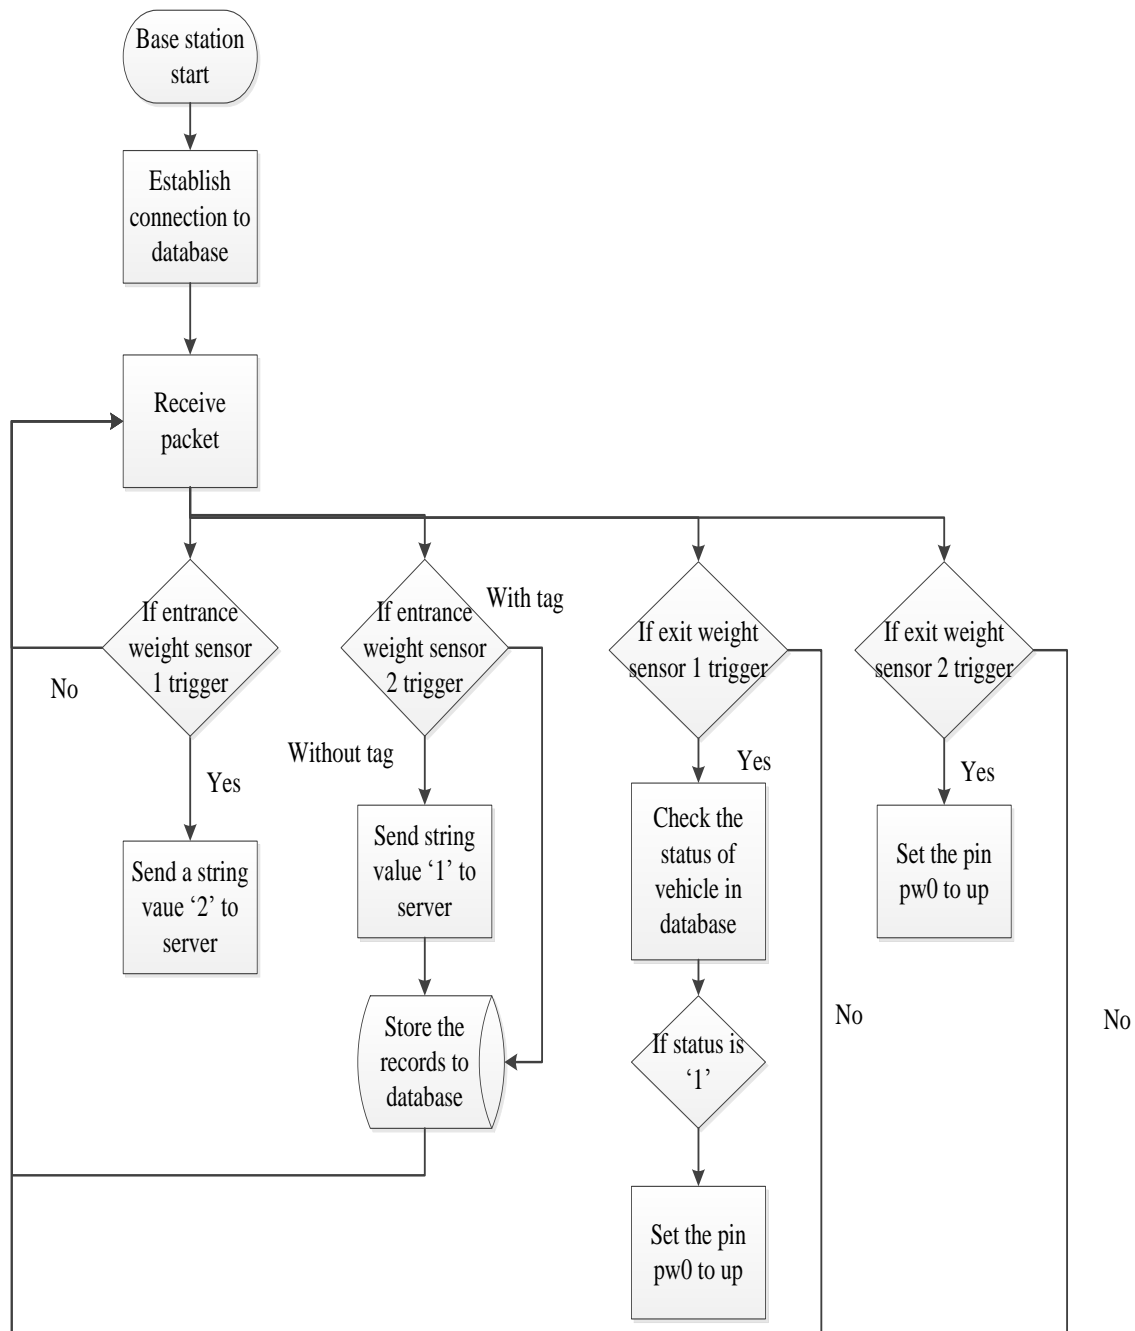 Base station
start
Establish
connection to
database
Receive
packet
If entrance
weight sensor
1 trigger
No
Yes
Send a string
vaue ‘2’ to
server
If entrance
weight sensor
2 trigger
With tag
Without tag
Send string
value ‘1’ to
server
Store the
records to
database
If exit weight
sensor 1 trigger
Yes
No
Check the
status of
vehicle in
database
If status is
‘1’
Set the pin
pw0 to up
If exit weight
sensor 2 trigger
Yes
No
Set the pin
pw0 to up